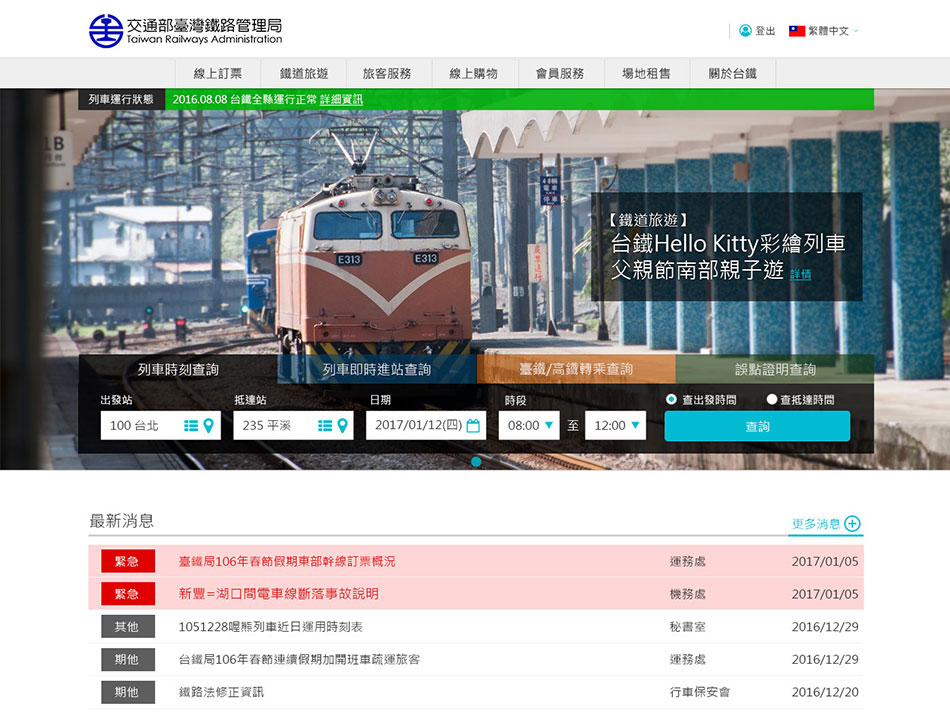 交通部臺灣鐵路管理局
Taiwan Railways Administration
登出 繁體中文
線上訂票 鐵道旅遊 旅客服務 線上購物 會員服務 場地租售 關於台鐵
列車運行狀態 2016.08.08 台鐵全縣運行正常 詳細資訊
1B
月台
【鐵道旅遊】
台鐵Hello Kitty彩繪列車
父親節南部親子遊 詳情
E313 E313
列車時刻查詢 列車即時進站查詢 臺鐵/高鐵轉乘查詢 誤點證明查詢
出發站 抵達站 日期 時段 查出發時間 查抵達時間
100 台北 235 平溪 2017/01/12(四) 08:00 至 12:00 查詢
最新消息 更多消息
緊急 臺鐵局106年春節假期東部幹線訂票概況 運務處 2017/01/05
緊急 新豐=湖口間電車線斷落事故說明 機務處 2017/01/05
其他 1051228喔熊列車近日運用時刻表 秘書室 2016/12/29
期他 台鐵局106年春節連續假期加開班車疏運旅客 運務處 2016/12/29
期他 鐵路法修正資訊 行車保安會 2016/12/20